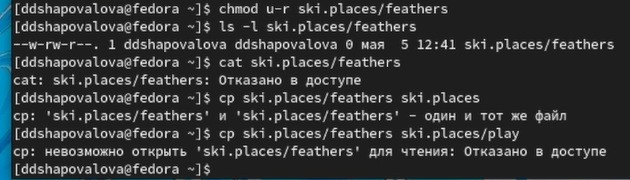 [ddshapovalova@fedora ~]$ chmod u-r ski.places/feathers
[ddshapovalova@fedora ~]$ ls -l ski.places/feathers
--w-rw-r--. 1 ddshapovalova ddshapovalova 0 мая  5 12:41 ski.places/feathers
[ddshapovalova@fedora ~]$ cat ski.places/feathers
cat: ski.places/feathers: Отказано в доступе
[ddshapovalova@fedora ~]$ cp ski.places/feathers ski.places
cp: 'ski.places/feathers' и 'ski.places/feathers' - один и тот же файл
[ddshapovalova@fedora ~]$ cp ski.places/feathers ski.places/play
cp: невозможно открыть 'ski.places/feathers' для чтения: Отказано в доступе
[ddshapovalova@fedora ~]$